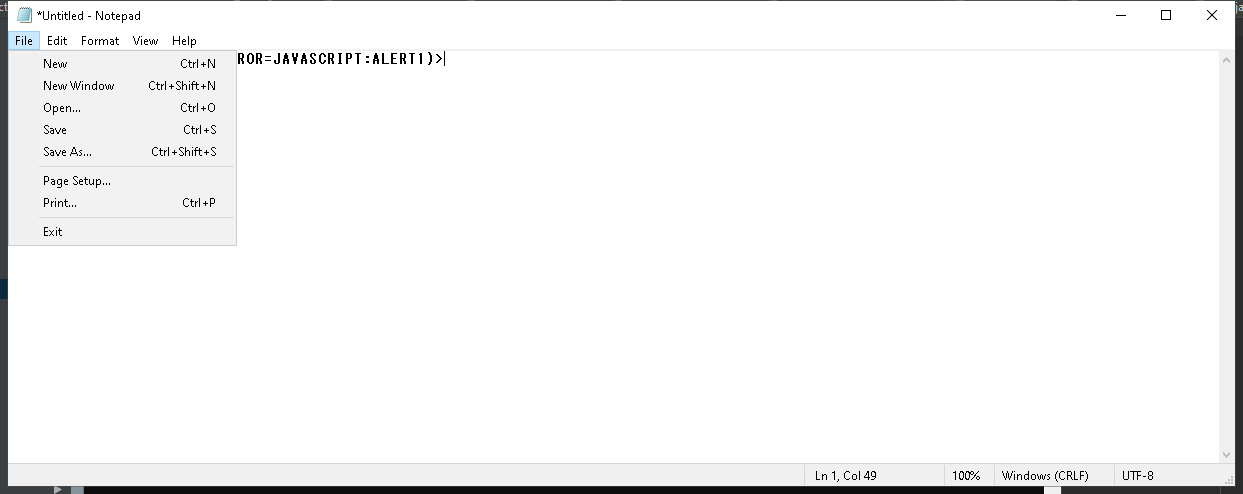 *Untitled - Notepad
File Edit Format View Help
ROR=JAVASCRIPT:ALERT1)>
New Ctrl+N
New Window Ctrl+Shift+N
Open... Ctrl+O
Save Ctrl+S
Save As... Ctrl+Shift+S
Page Setup...
Print... Ctrl+P
Exit
Ln 1, Col 49 100% Windows (CRLF) UTF-8